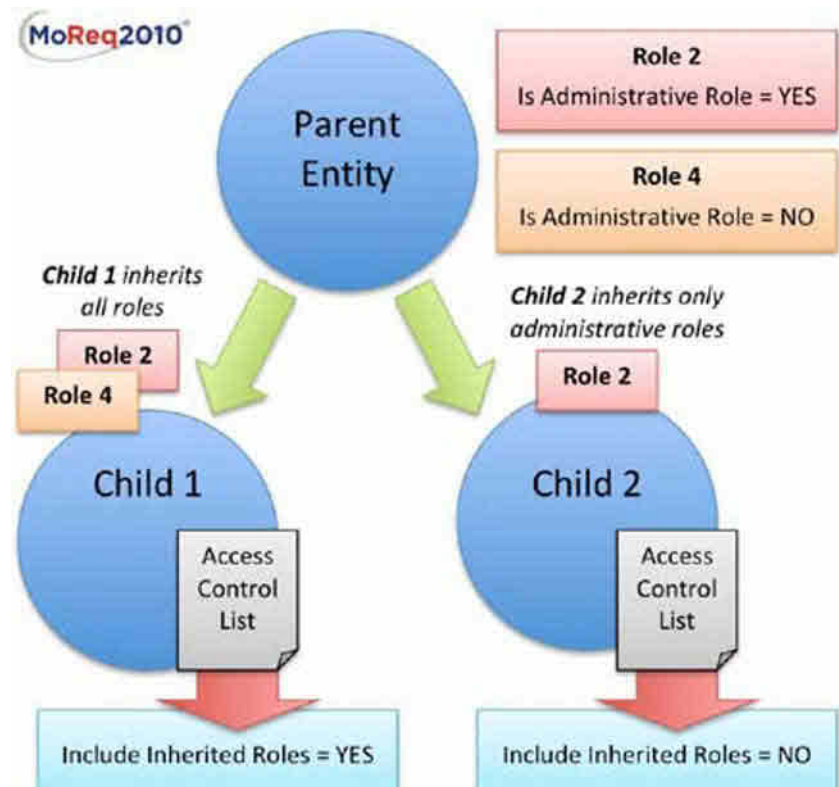 MoReq2010®
Parent
Entity
Role 2
Is Administrative Role = YES
Role 4
Is Administrative Role = NO
Child 1 inherits
all roles
Child 2 inherits only
administrative roles
Role 2
Role 4
Role 2
Child 1
Child 2
Access
Control
List
Access
Control
List
Include Inherited Roles = YES
Include Inherited Roles = NO